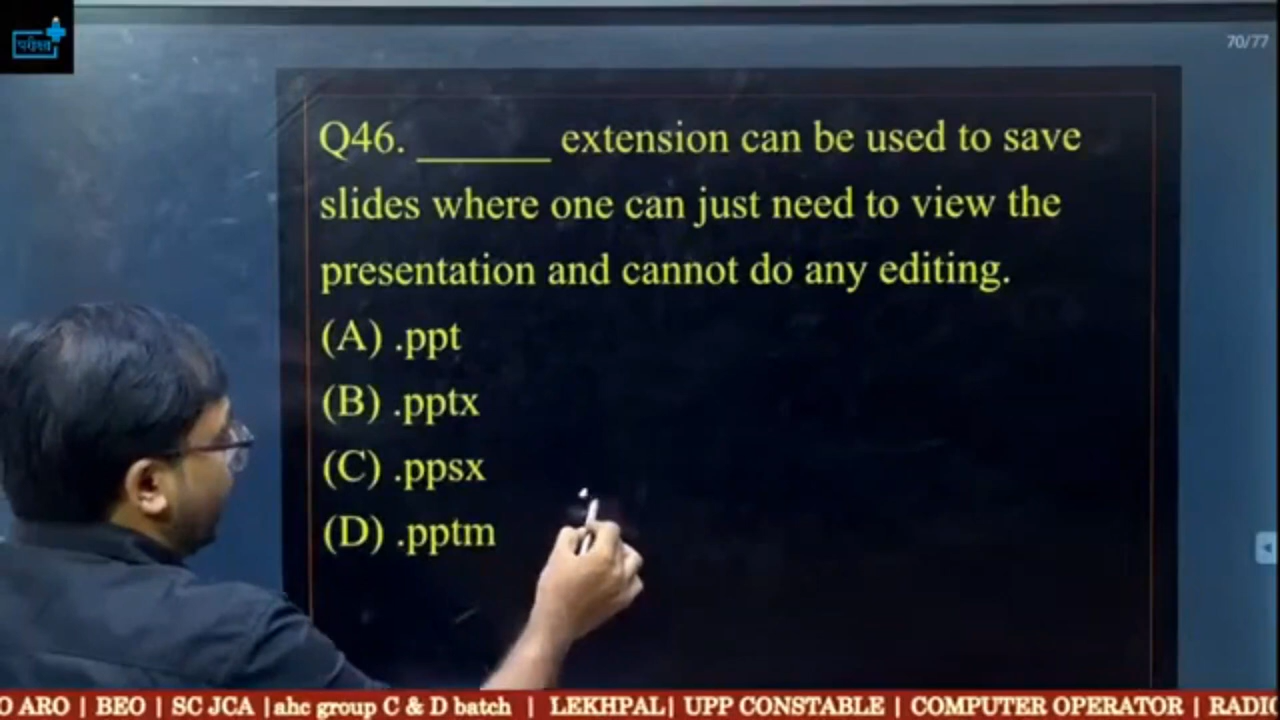 परीक्षा
70/77
Q46. ______ extension can be used to save
slides where one can just need to view the
presentation and cannot do any editing.
(A) .ppt
(B) .pptx
(C) .ppsx
(D) .pptm
O ARO | BEO | SC JCA |ahc group C & D batch | LEKHPAL| UPP CONSTABLE | COMPUTER OPERATOR | RADIO